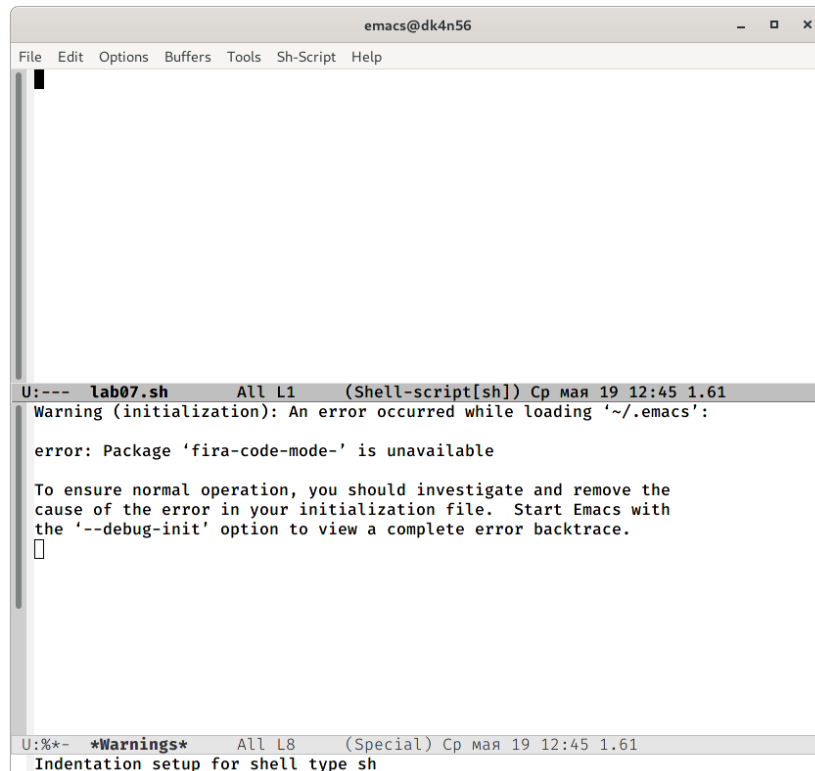 emacs@dk4n56
File Edit Options Buffers Tools Sh-Script Help
U:--- lab07.sh All L1 (Shell-script[sh]) Ср мая 19 12:45 1.61
Warning (initialization): An error occurred while loading ‘~/.emacs’:
error: Package ‘fira-code-mode-’ is unavailable
To ensure normal operation, you should investigate and remove the
cause of the error in your initialization file.  Start Emacs with
the ‘--debug-init’ option to view a complete error backtrace.
U:%*- *Warnings* All L8 (Special) Ср мая 19 12:45 1.61
Indentation setup for shell type sh